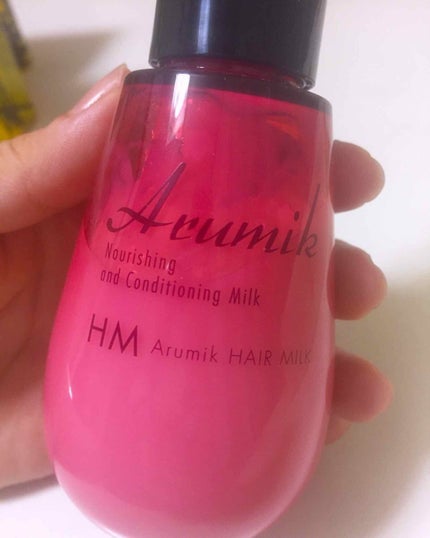 Arumik
Nourishing
and Conditioning Milk
HM Arumik HAIR MILK